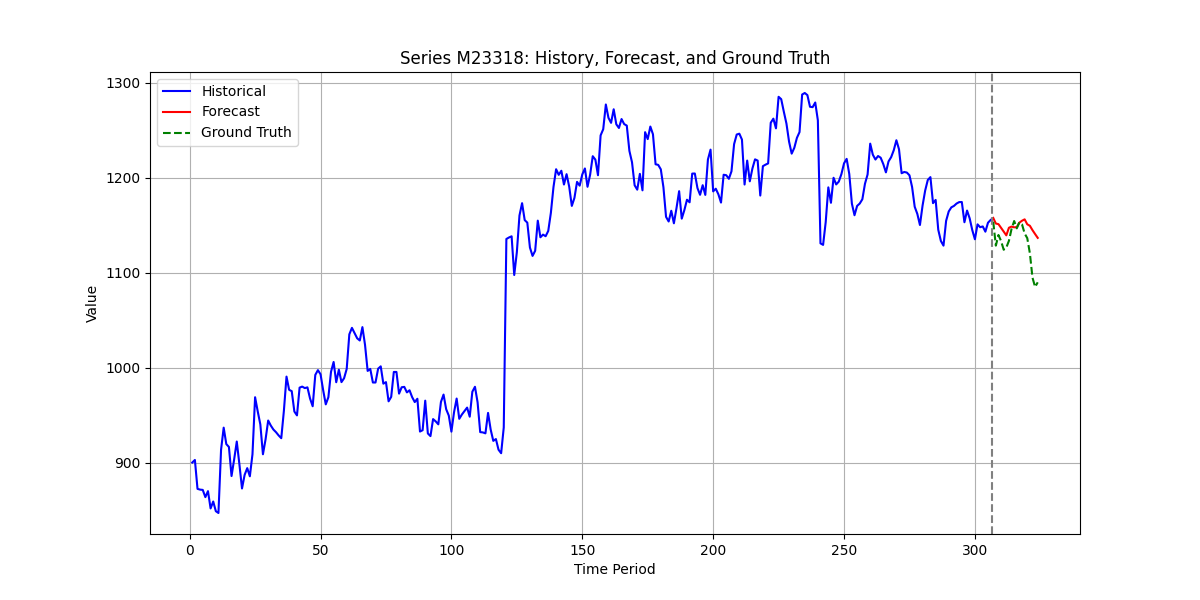 Series M23318: History, Forecast, and Ground Truth
Historical
Forecast
Ground Truth
1300
1200
1100
1000
900
Value
0 50 100 150 200 250 300
Time Period